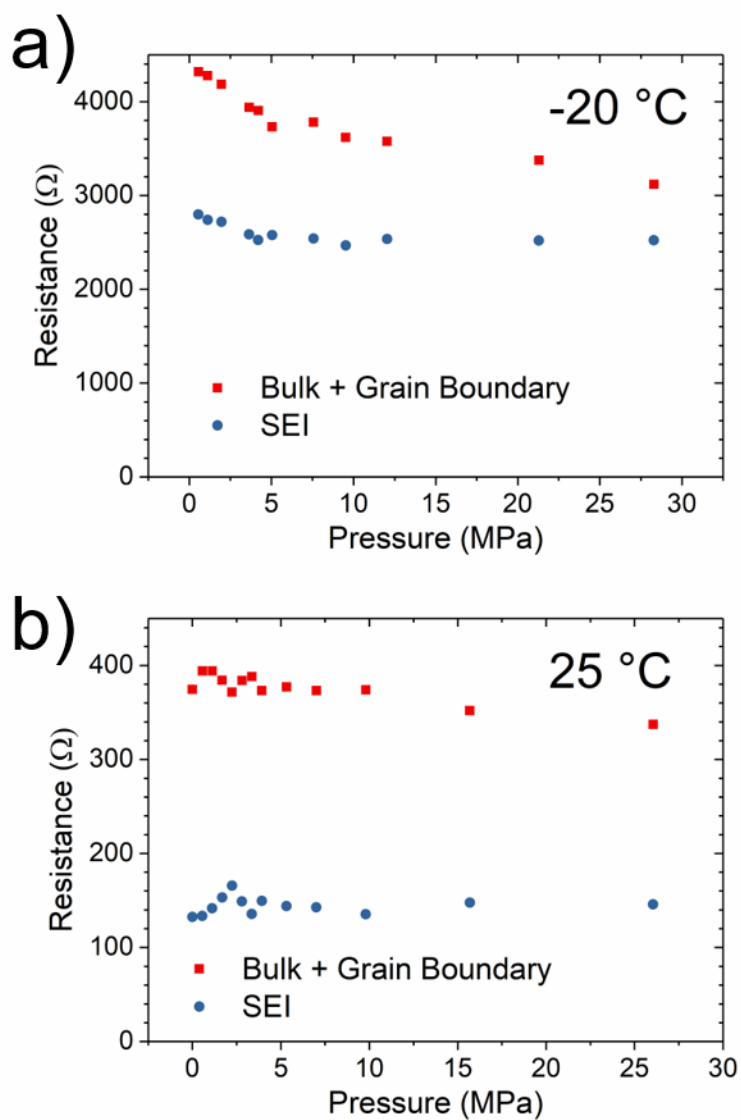 a)
-20 °C
4000
3000
2000
1000
0
Resistance (Ω)
Bulk + Grain Boundary
SEI
0 5 10 15 20 25 30
Pressure (MPa)
b)
25 °C
400
300
200
100
0
Resistance (Ω)
Bulk + Grain Boundary
SEI
0 5 10 15 20 25 30
Pressure (MPa)